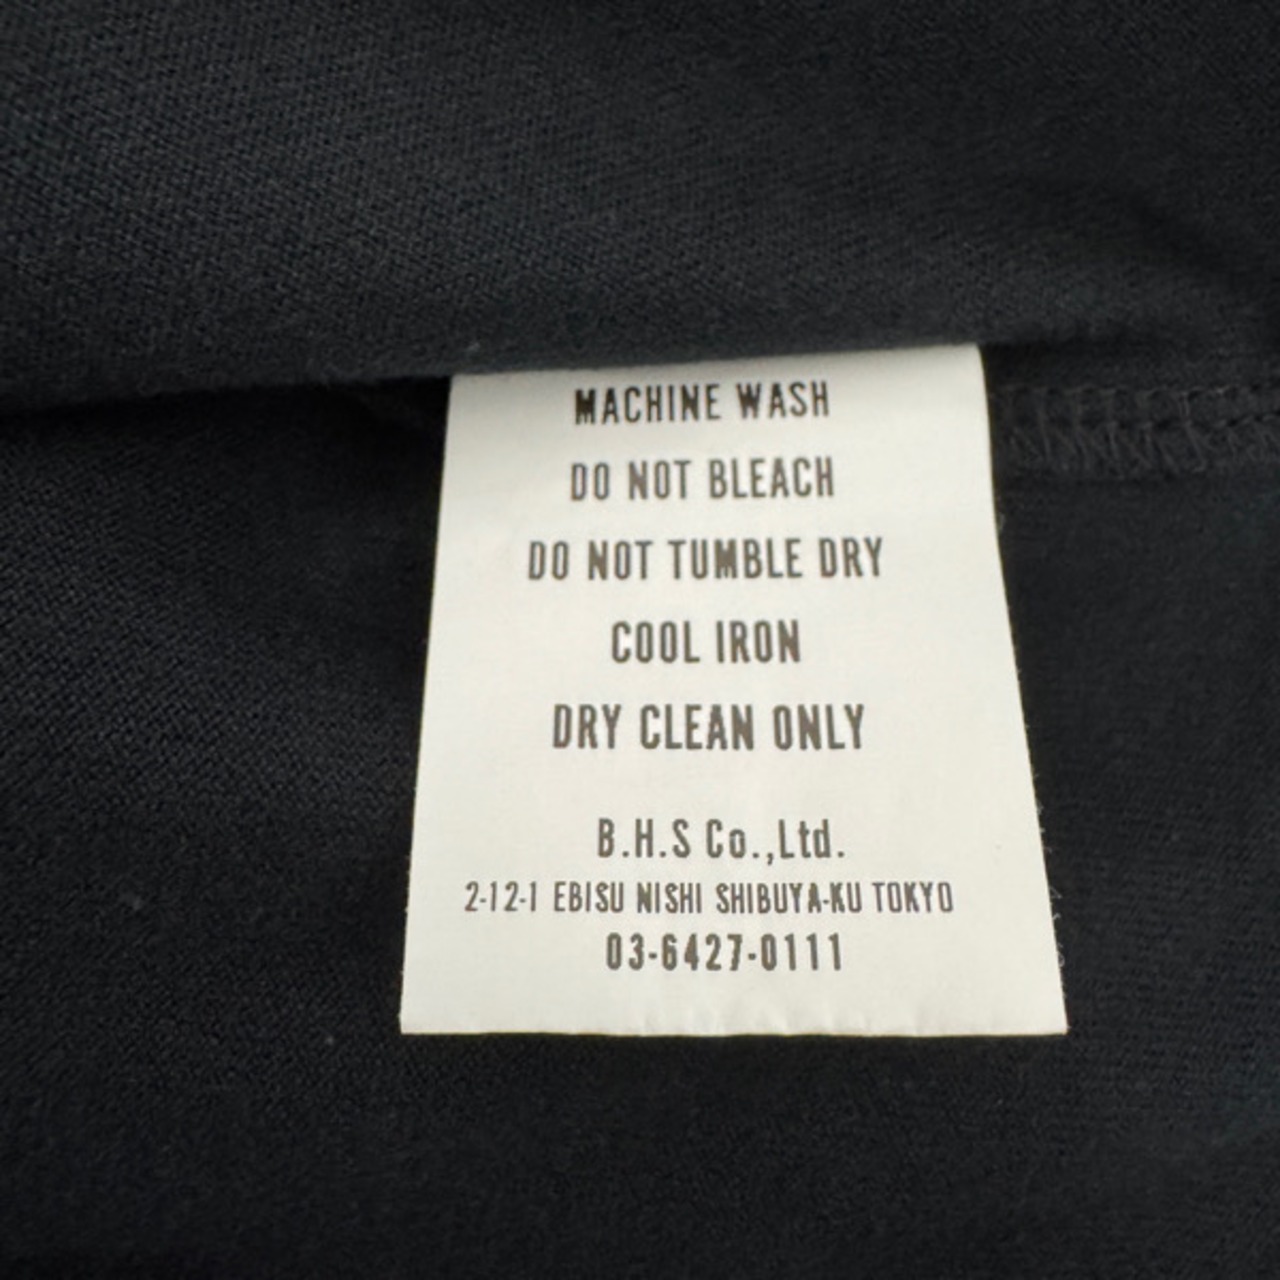 MACHINE WASH
DO NOT BLEACH
DO NOT TUMBLE DRY
COOL IRON
DRY CLEAN ONLY
B.H.S Co.,Ltd.
2-12-1 EBISU NISHI SHIBUYA-KU TOKYO
03-6427-0111